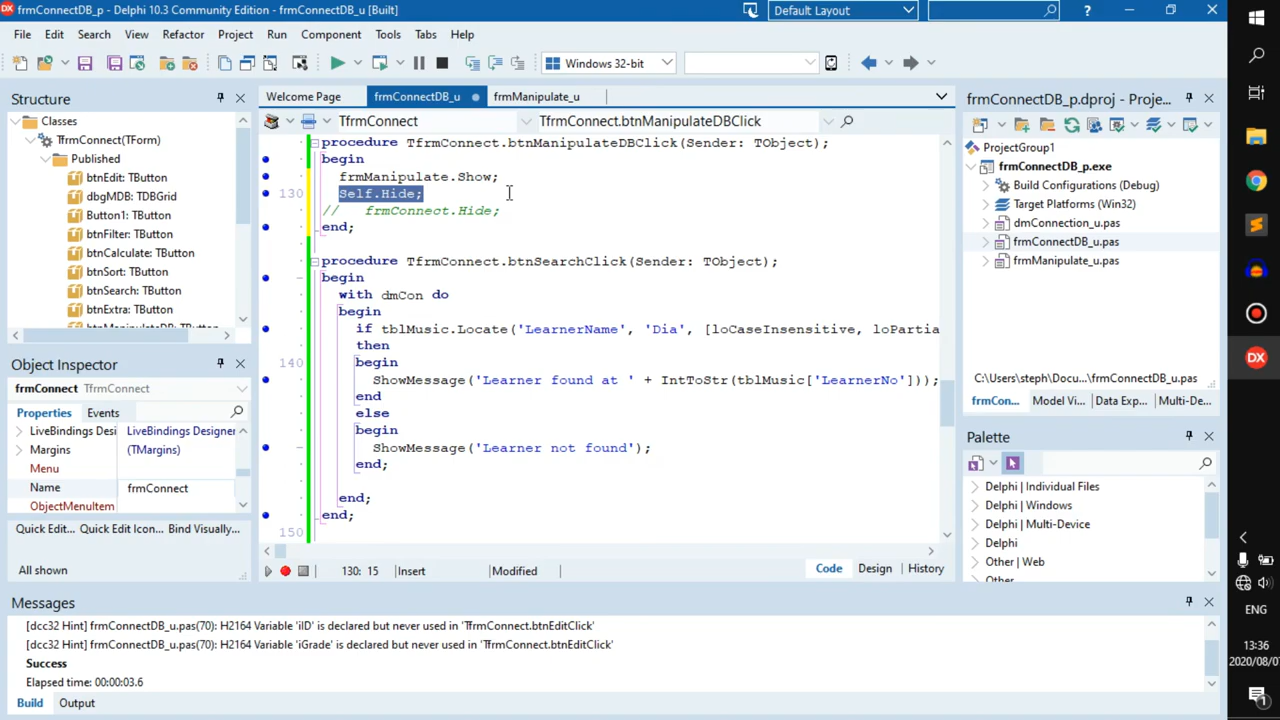 frmConnectDB_p - Delphi 10.3 Community Edition - frmConnectDB_u [Built]
Default Layout
File Edit Search View Refactor Project Run Component Tools Tabs Help
Windows 32-bit
Structure
Classes
TfrmConnect(TForm)
Published
btnEdit: TButton
dbgMDB: TDBGrid
Button1: TButton
btnFilter: TButton
btnCalculate: TButton
btnSort: TButton
btnSearch: TButton
btnExtra: TButton
btnManipulateDB: TButton
Object Inspector
frmConnect TfrmConnect
Properties Events
LiveBindings Desi LiveBindings Designer
Margins (TMargins)
Menu
Name frmConnect
ObjectMenuItem
Quick Edit... Quick Edit Icon... Bind Visually...
All shown
Welcome Page frmConnectDB_u frmManipulate_u
TfrmConnect TfrmConnect.btnManipulateDBClick
procedure TfrmConnect.btnManipulateDBClick(Sender: TObject);
begin
frmManipulate.Show;
130 Self.Hide;
// frmConnect.Hide;
end;
procedure TfrmConnect.btnSearchClick(Sender: TObject);
begin
with dmCon do
begin
if tblMusic.Locate('LearnerName', 'Dia', [loCaseInsensitive, loPartia
then
140 begin
ShowMessage('Learner found at ' + IntToStr(tblMusic['LearnerNo']));
end
else
begin
ShowMessage('Learner not found');
end;
end;
end;
150
130: 15 Insert Modified
Code Design History
frmConnectDB_p.dproj - Proje...
ProjectGroup1
frmConnectDB_p.exe
Build Configurations (Debug)
Target Platforms (Win32)
dmConnection_u.pas
frmConnectDB_u.pas
frmManipulate_u.pas
C:\Users\steph\Docu...\frmConnectDB_u.pas
frmCon... Model Vi... Data Exp... Multi-De...
Palette
Delphi | Individual Files
Delphi | Windows
Delphi | Multi-Device
Delphi
Other | Web
Other
Messages
[dcc32 Hint] frmConnectDB_u.pas(70): H2164 Variable 'iID' is declared but never used in 'TfrmConnect.btnEditClick'
[dcc32 Hint] frmConnectDB_u.pas(70): H2164 Variable 'iGrade' is declared but never used in 'TfrmConnect.btnEditClick'
Success
Elapsed time: 00:00:03.6
Build Output
DX
ENG
13:36
2020/08/0
1